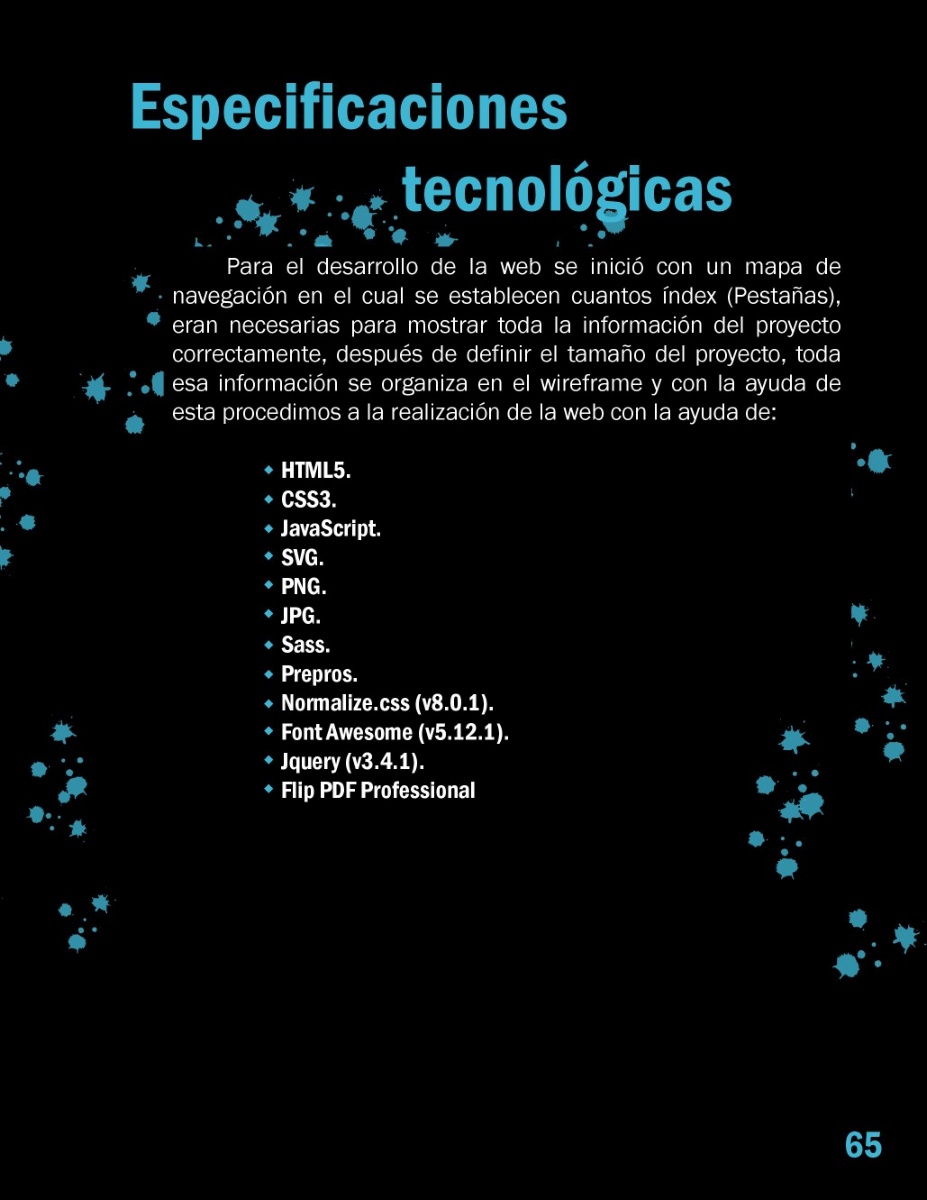 Especificaciones
tecnológicas
Para el desarrollo de la web se inició con un mapa de
navegación en el cual se establecen cuantos índex (Pestañas),
eran necesarias para mostrar toda la información del proyecto
correctamente, después de definir el tamaño del proyecto, toda
esa información se organiza en el wireframe y con la ayuda de
esta procedimos a la realización de la web con la ayuda de:
HTML5.
CSS3.
JavaScript.
SVG.
PNG.
JPG.
Sass.
Prepros.
Normalize.css (v8.0.1).
Font Awesome (v5.12.1).
Jquery (v3.4.1).
Flip PDF Professional
65